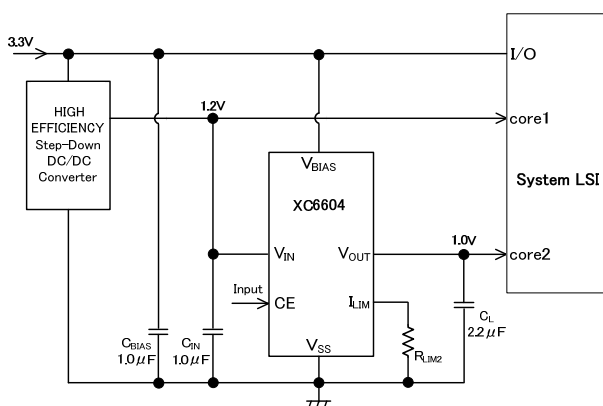 3.3V
I/O
HIGH
EFFICIENCY
Step-Down
DC/DC
Converter
1.2V
core1
System LSI
VBIAS
XC6604
VIN
VOUT
1.0V
core2
Input
CE
ILIM
CBIAS
1.0μF
CIN
1.0μF
VSS
RLIM2
CL
2.2μF